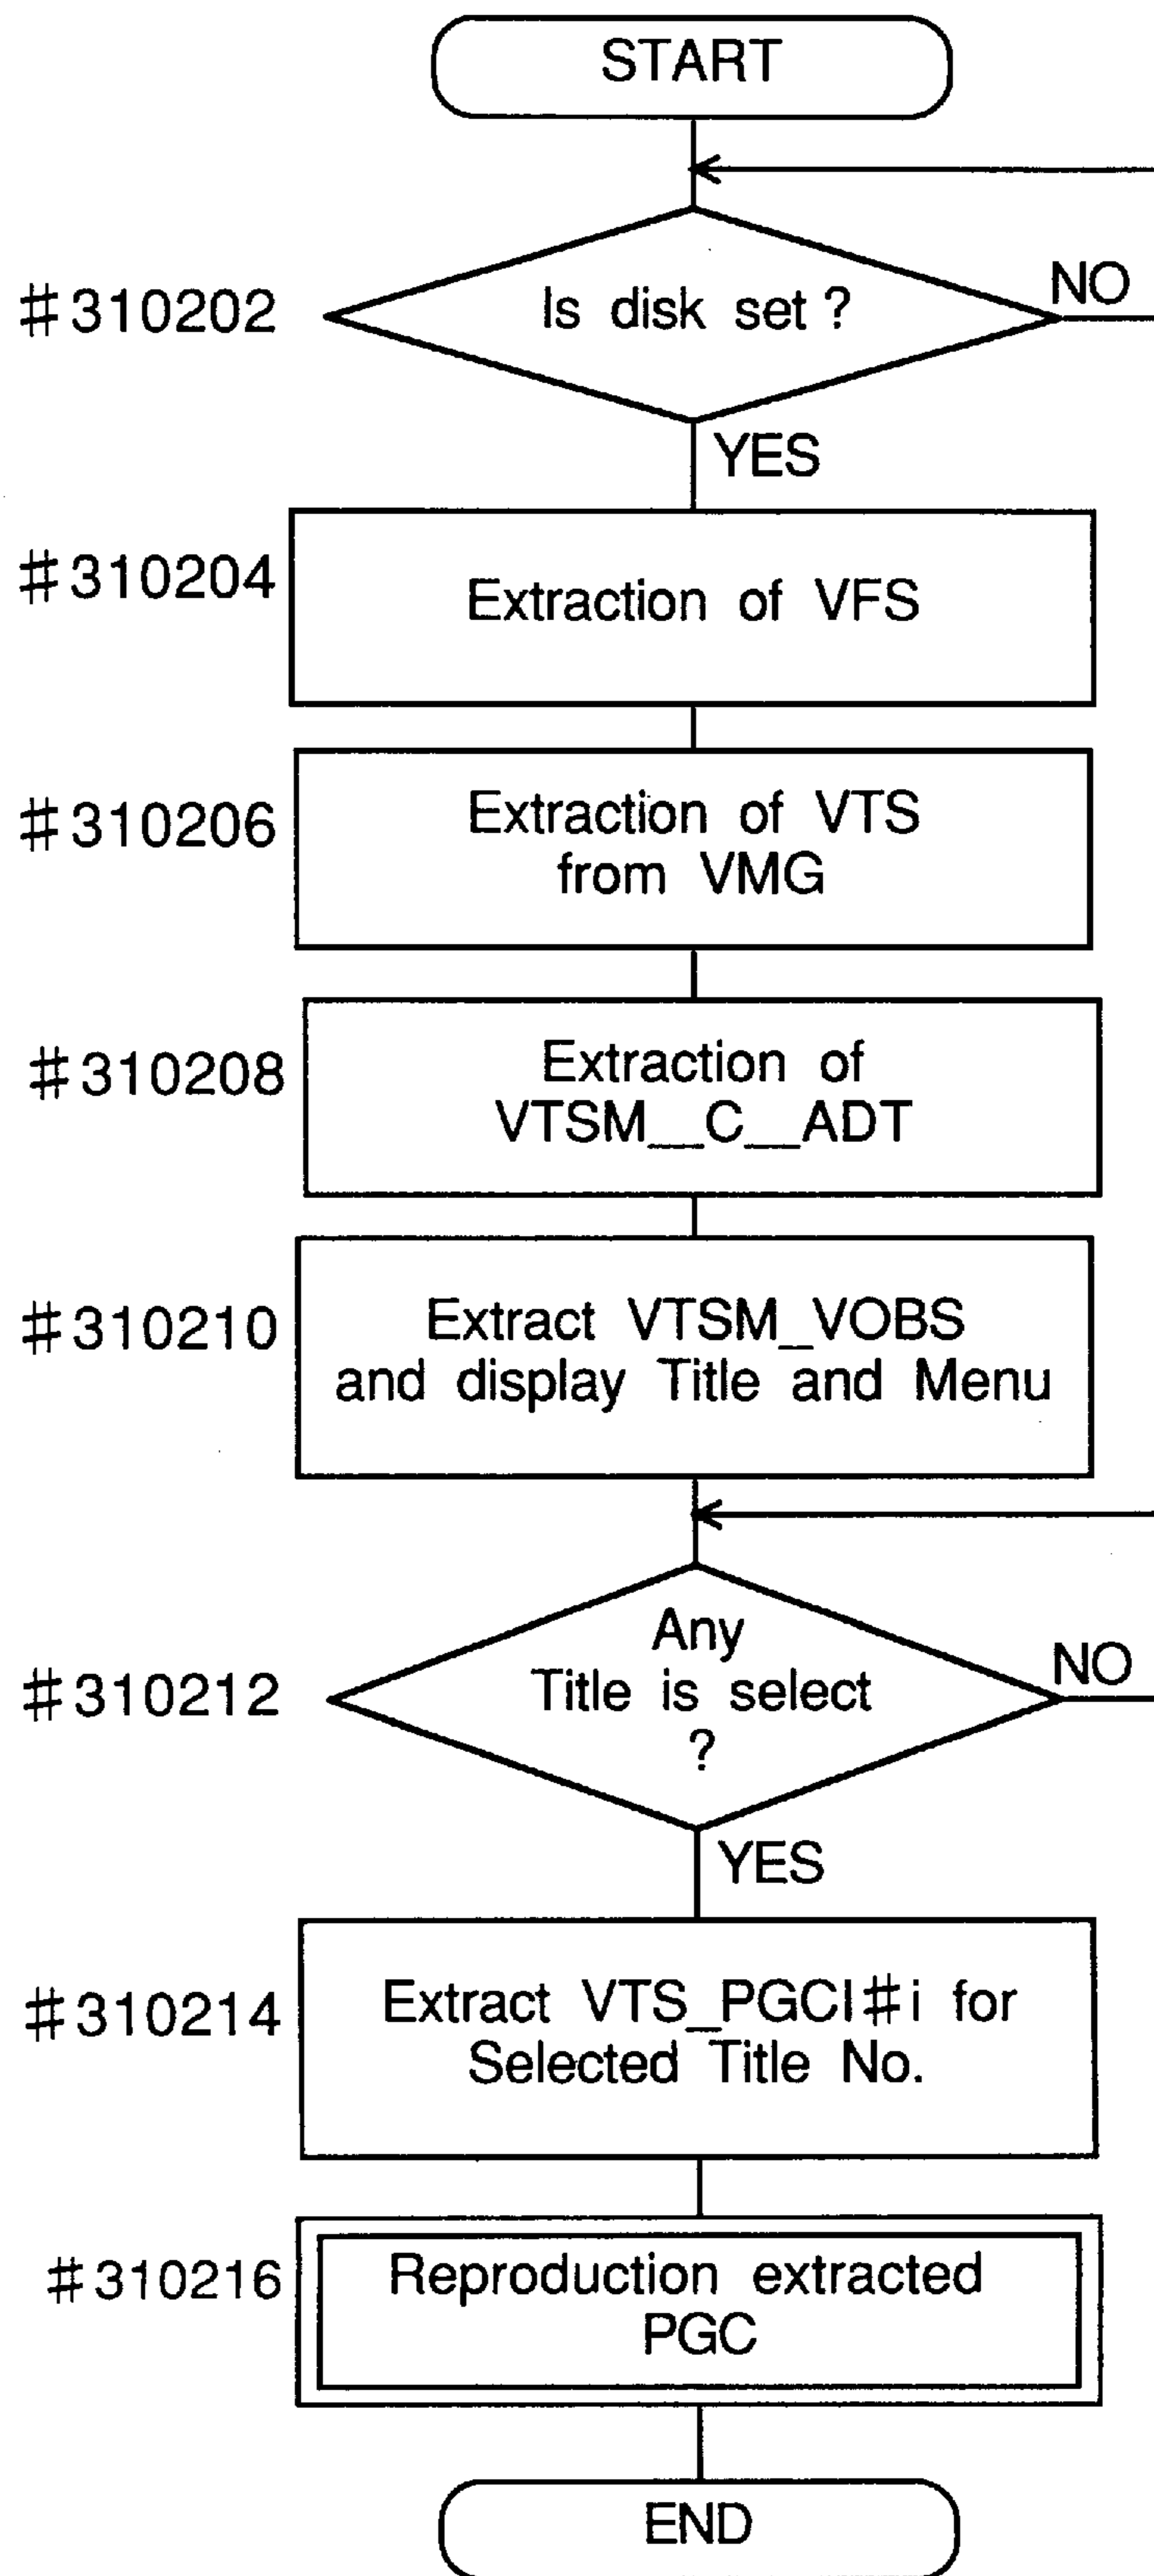 START
#310202
Is disk set ?
NO
YES
#310204
Extraction of VFS
#310206
Extraction of VTS
from VMG
#310208
Extraction of
VTSM__C__ADT
#310210
Extract VTSM_VOBS
and display Title and Menu
#310212
Any
Title is select
?
NO
YES
#310214
Extract VTS_PGCI#i for
Selected Title No.
#310216
Reproduction extracted
PGC
END